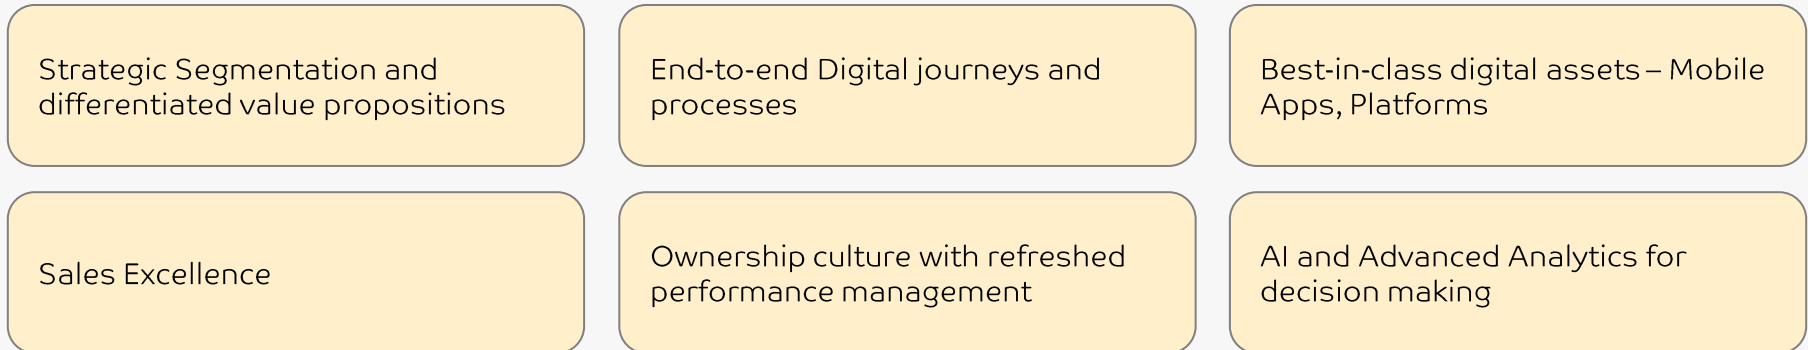 Strategic Segmentation and
differentiated value propositions
End-to-end Digital journeys and
processes
Best-in-class digital assets – Mobile
Apps, Platforms
Sales Excellence
Ownership culture with refreshed
performance management
AI and Advanced Analytics for
decision making